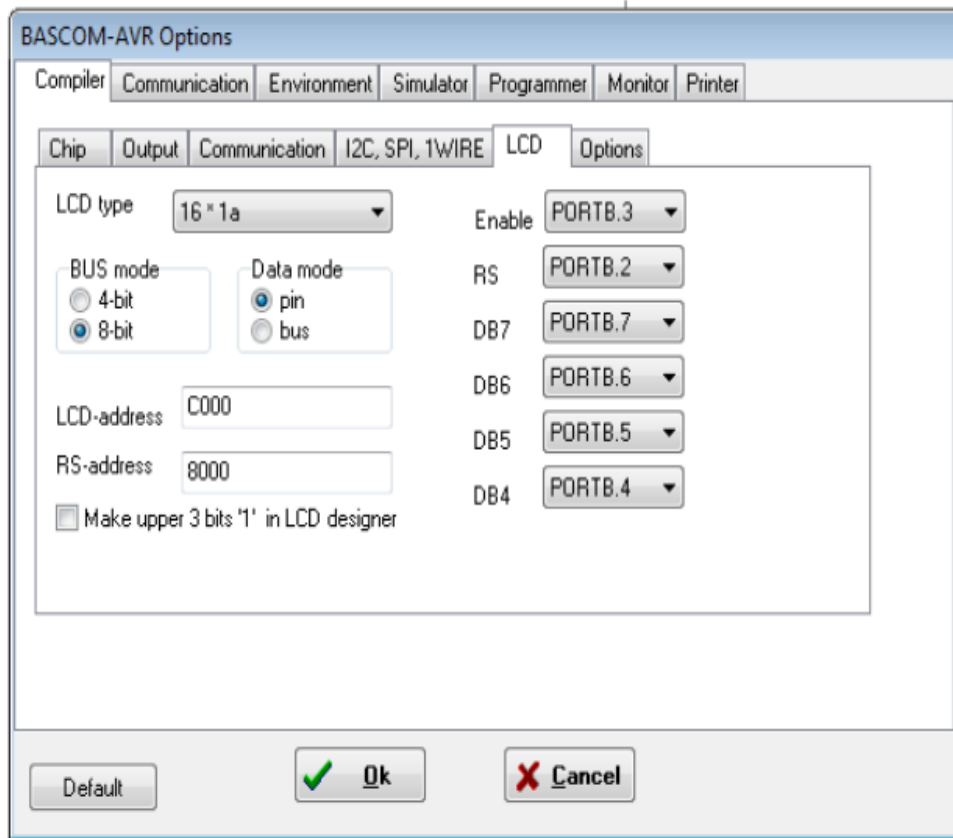 BASCOM-AVR Options
Compiler Communication Environment Simulator Programmer Monitor Printer
Chip Output Communication I2C, SPI, 1WIRE LCD Options
LCD type 16 * 1a
BUS mode
4-bit
8-bit
Data mode
pin
bus
LCD-address C000
RS-address 8000
Make upper 3 bits '1' in LCD designer
Enable PORTB.3
RS PORTB.2
DB7 PORTB.7
DB6 PORTB.6
DB5 PORTB.5
DB4 PORTB.4
Default Ok Cancel